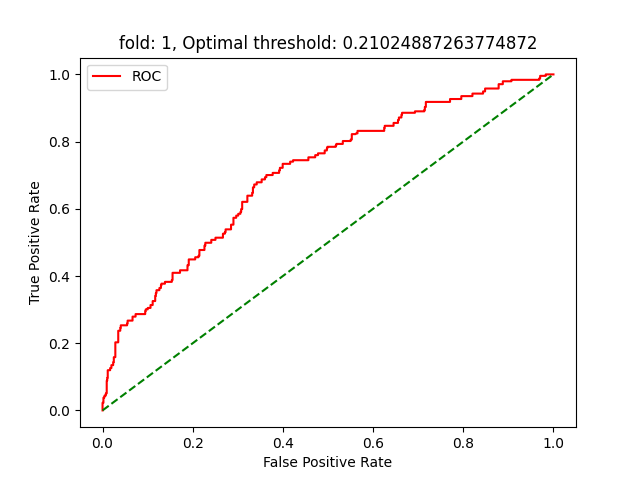 fold: 1, Optimal threshold: 0.21024887263774872
ROC
True Positive Rate
1.0
0.8
0.6
0.4
0.2
0.0
0.0 0.2 0.4 0.6 0.8 1.0
False Positive Rate